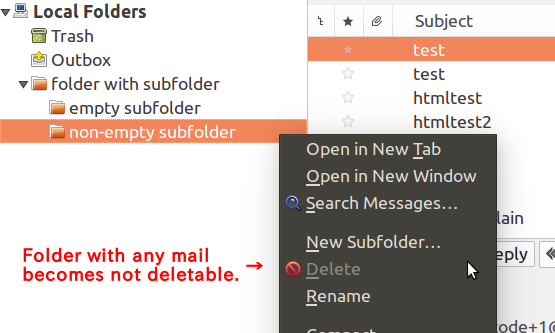 Local Folders
Trash
Outbox
folder with subfolder
empty subfolder
non-empty subfolder
Subject
test
test
htmltest
htmltest2
Open in New Tab
Open in New Window
Search Messages...
New Subfolder...
Delete
Rename
Folder with any mail
becomes not deletable. →
lain
eply
ode+1@